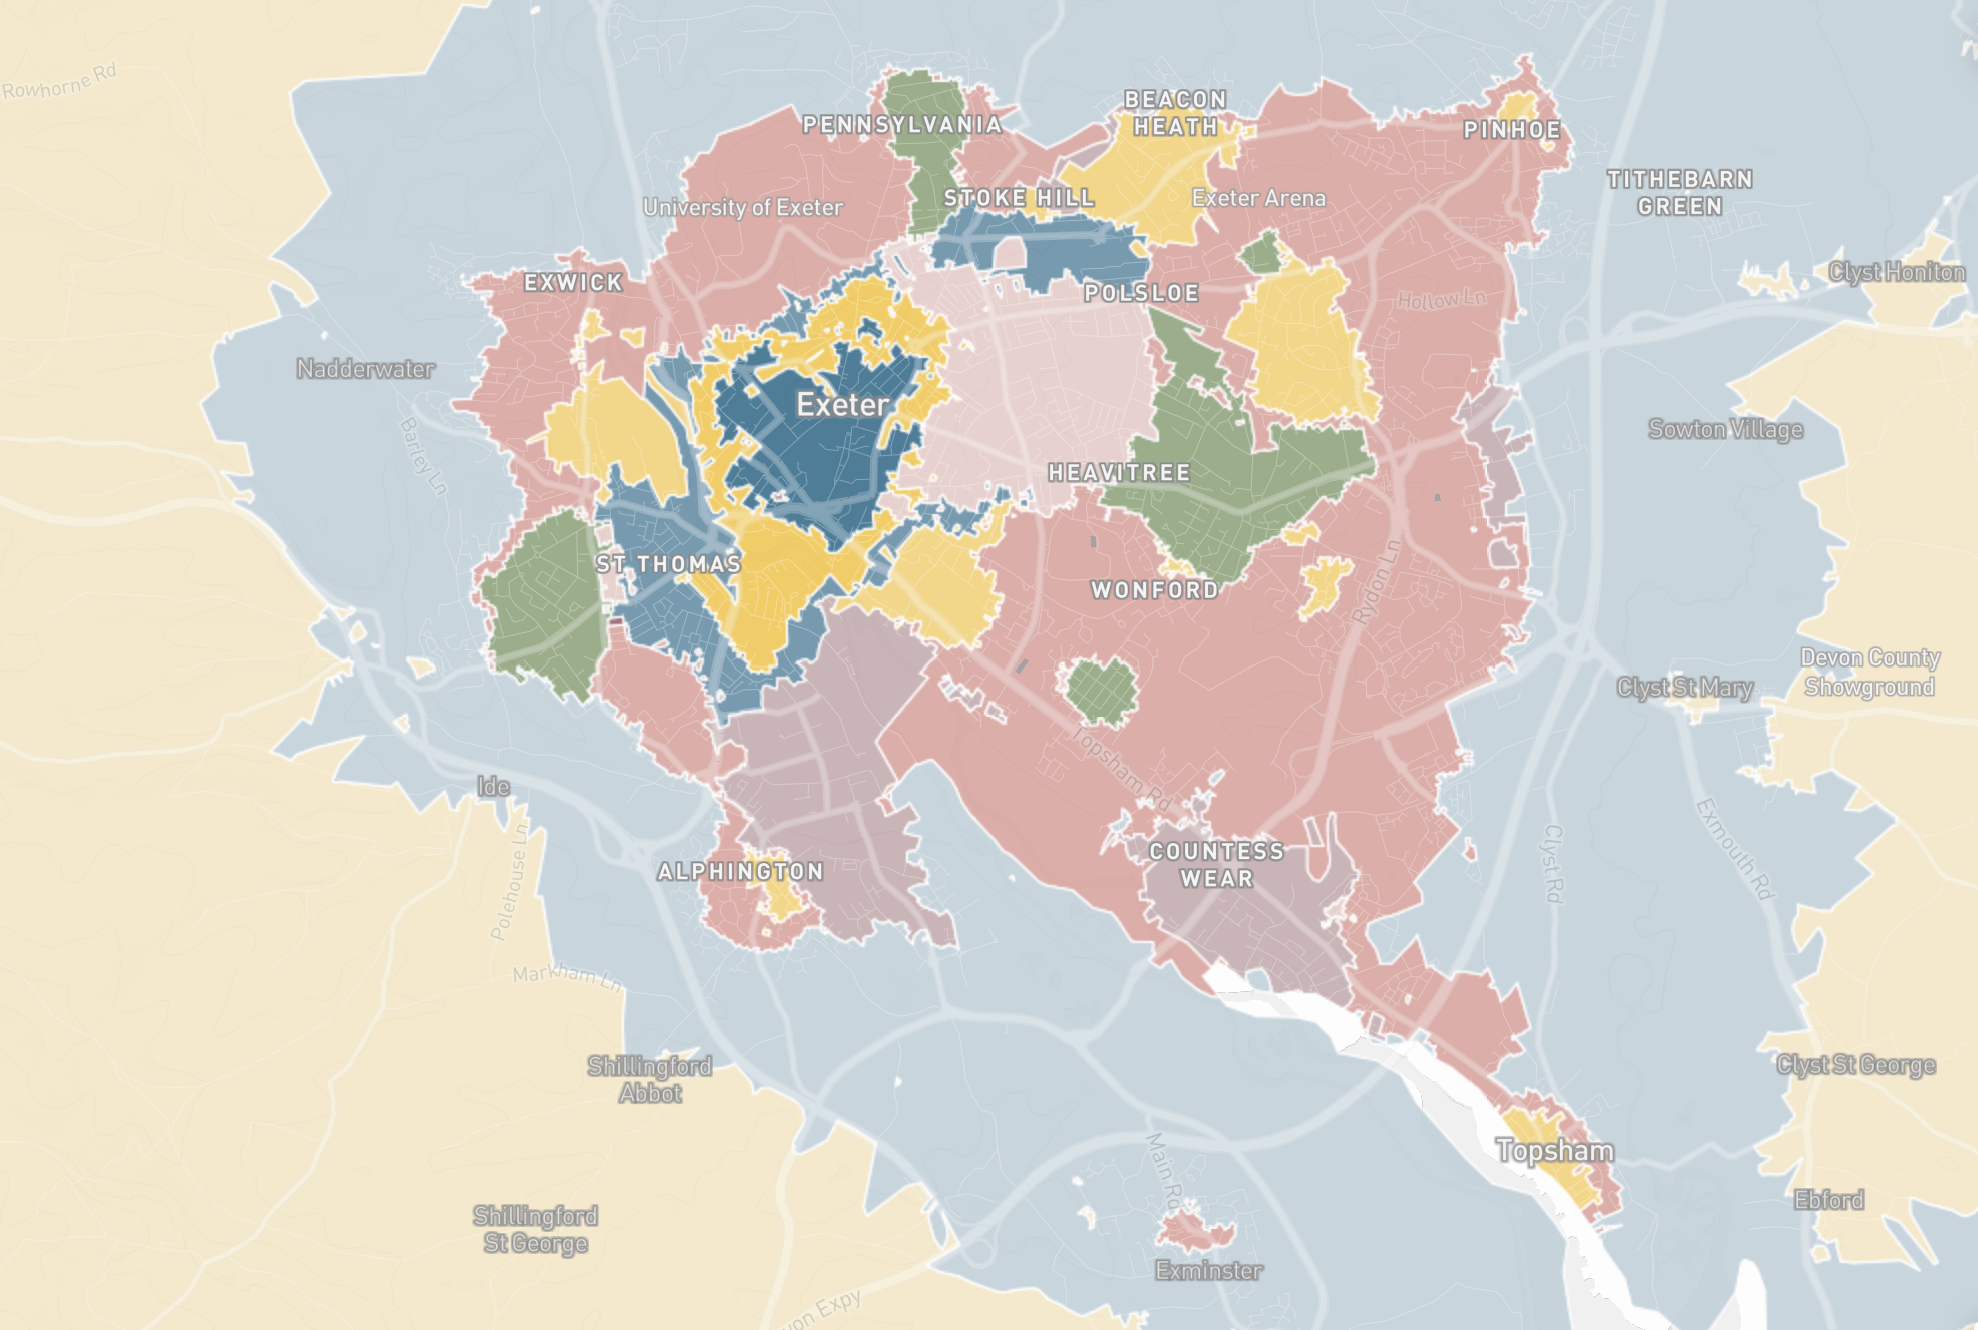 Rowhorne Rd
BEACON
HEATH
PENNSYLVANIA
PINHOE
TITHEBARN
GREEN
STOKE HILL
Exeter Arena
University of Exeter
EXWICK
Clyst Honiton
POLSLOE
Hollow Ln
Nadderwater
Exeter
Barley Ln
Sowton Village
HEAVITREE
ST THOMAS
Rydon Ln
WONFORD
Devon County
Showground
Clyst St Mary
Topsham Rd
Ide
Polehouse Ln
Exmouth Rd
Clyst Rd
COUNTESS
WEAR
ALPHINGTON
Markham Ln
Shillingford
Abbot
Clyst St George
Topsham
Main Rd
Ebford
Shillingford
St George
Exminster
von Expy